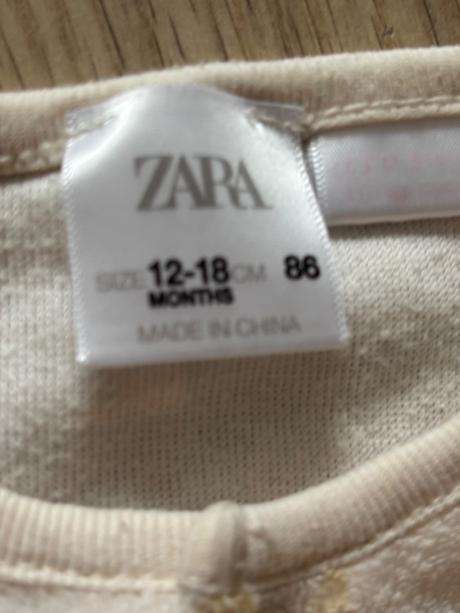 ZARA
SIZE 12-18 CM 86
MONTHS
MADE IN CHINA